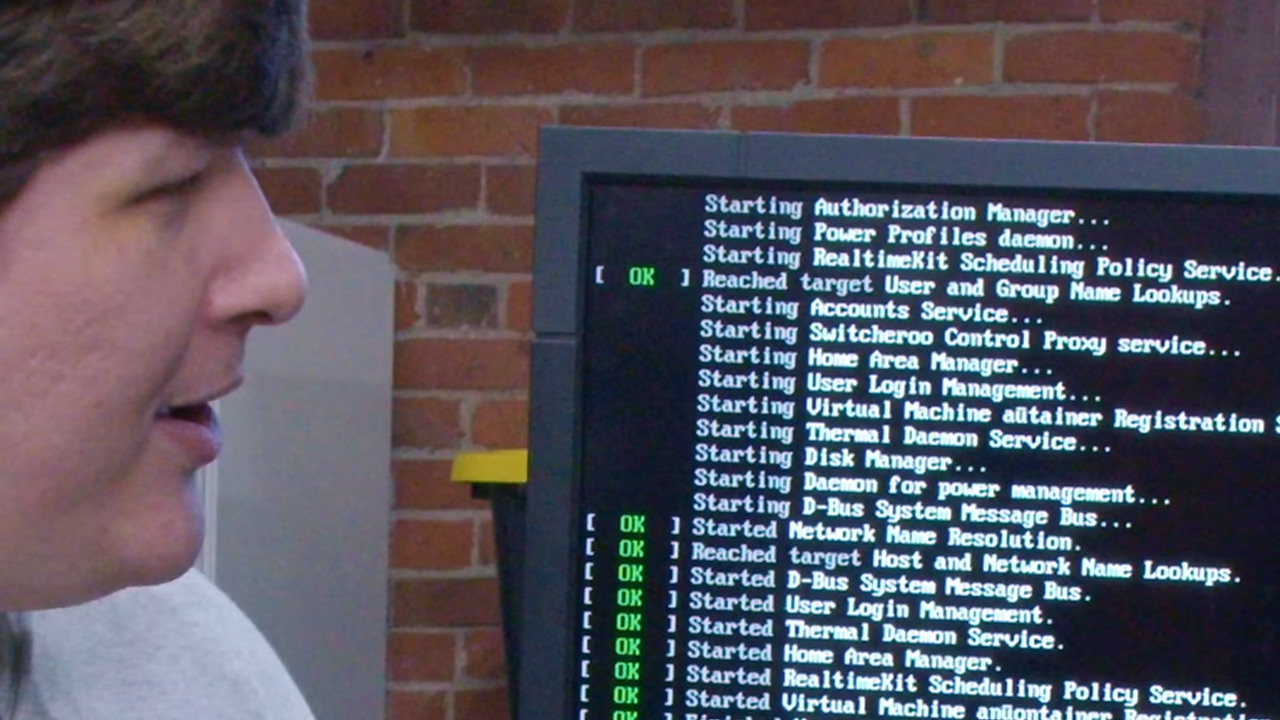 Starting Authorization Manager...
Starting Power Profiles daemon...
Starting RealtimeKit Scheduling Policy Service.
[ OK ] Reached target User and Group Name Lookups.
Starting Accounts Service...
Starting Switcheroo Control Proxy service...
Starting Home Area Manager...
Starting User Login Management...
Starting Virtual Machine aütainer Registration S
Starting Thermal Daemon Service...
Starting Disk Manager...
Starting Daemon for power management...
Starting D-Bus System Message Bus...
[ OK ] Started Network Name Resolution.
[ OK ] Reached target Host and Network Name Lookups.
[ OK ] Started D-Bus System Message Bus.
[ OK ] Started User Login Management.
[ OK ] Started Thermal Daemon Service.
[ OK ] Started Home Area Manager.
[ OK ] Started RealtimeKit Scheduling Policy Service.
[ OK ] Started Virtual Machine anüontainer Registration
[ OK ]